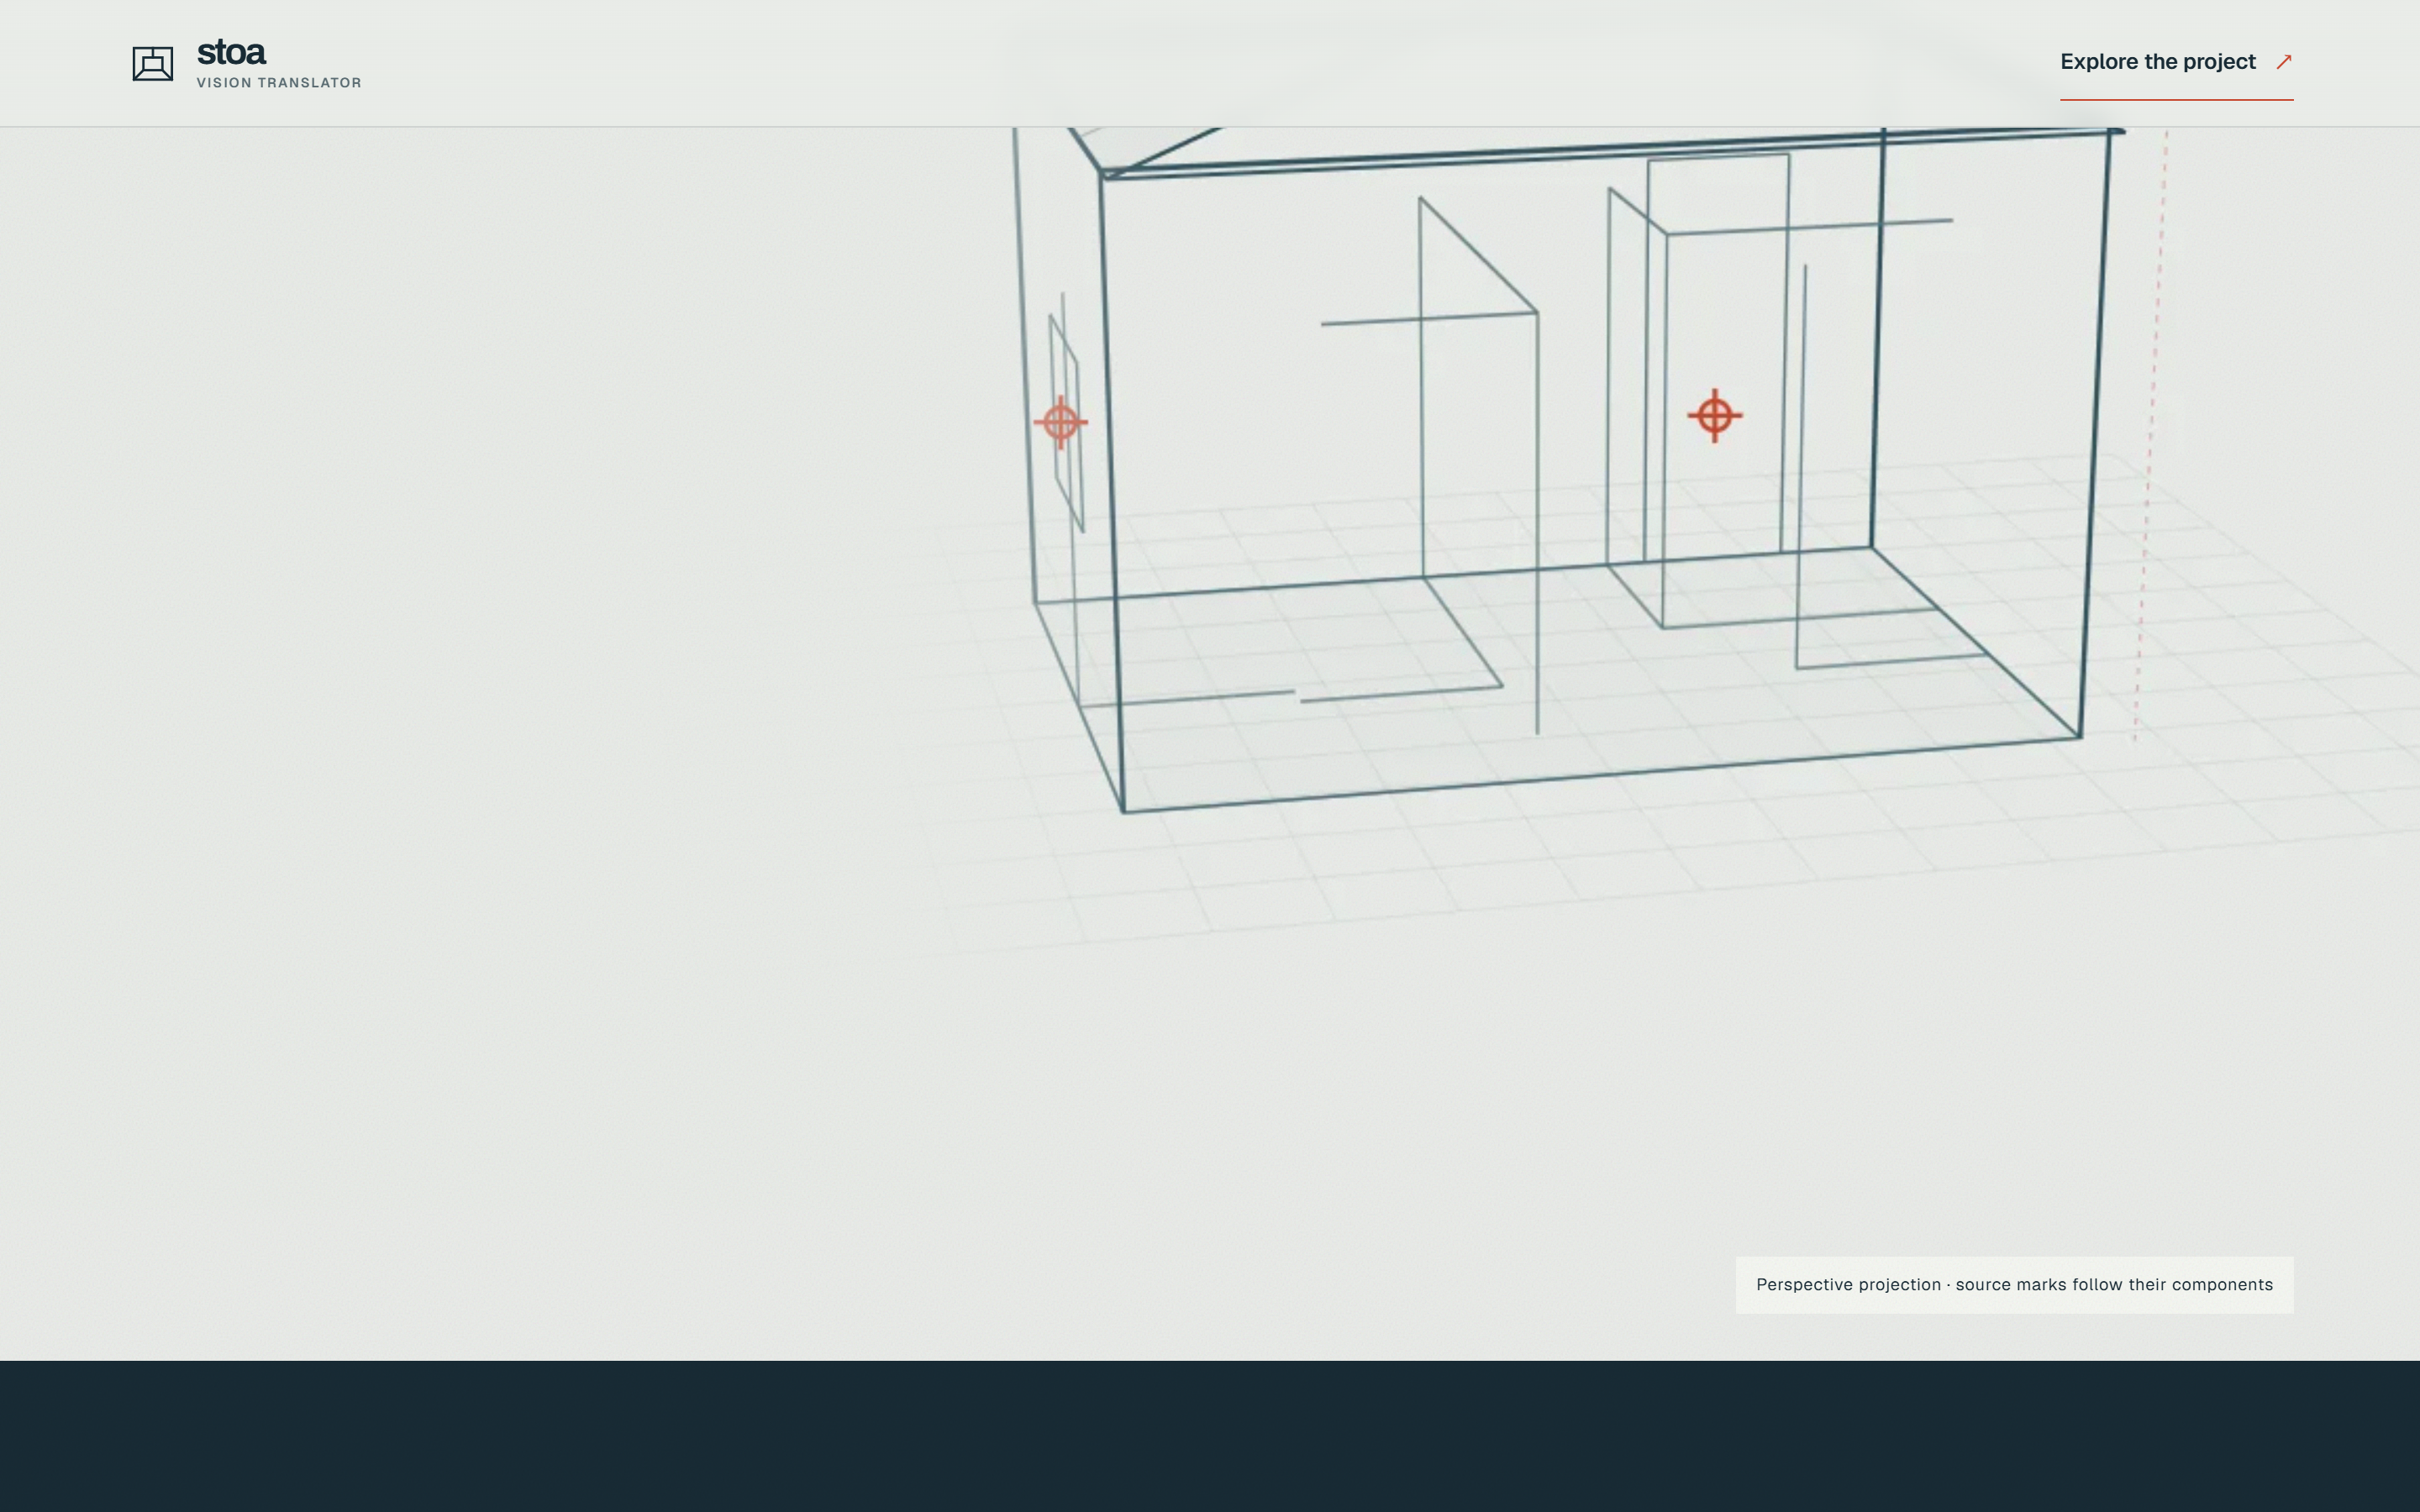 stoa
VISION TRANSLATOR
Explore the project ↗
Perspective projection · source marks follow their components